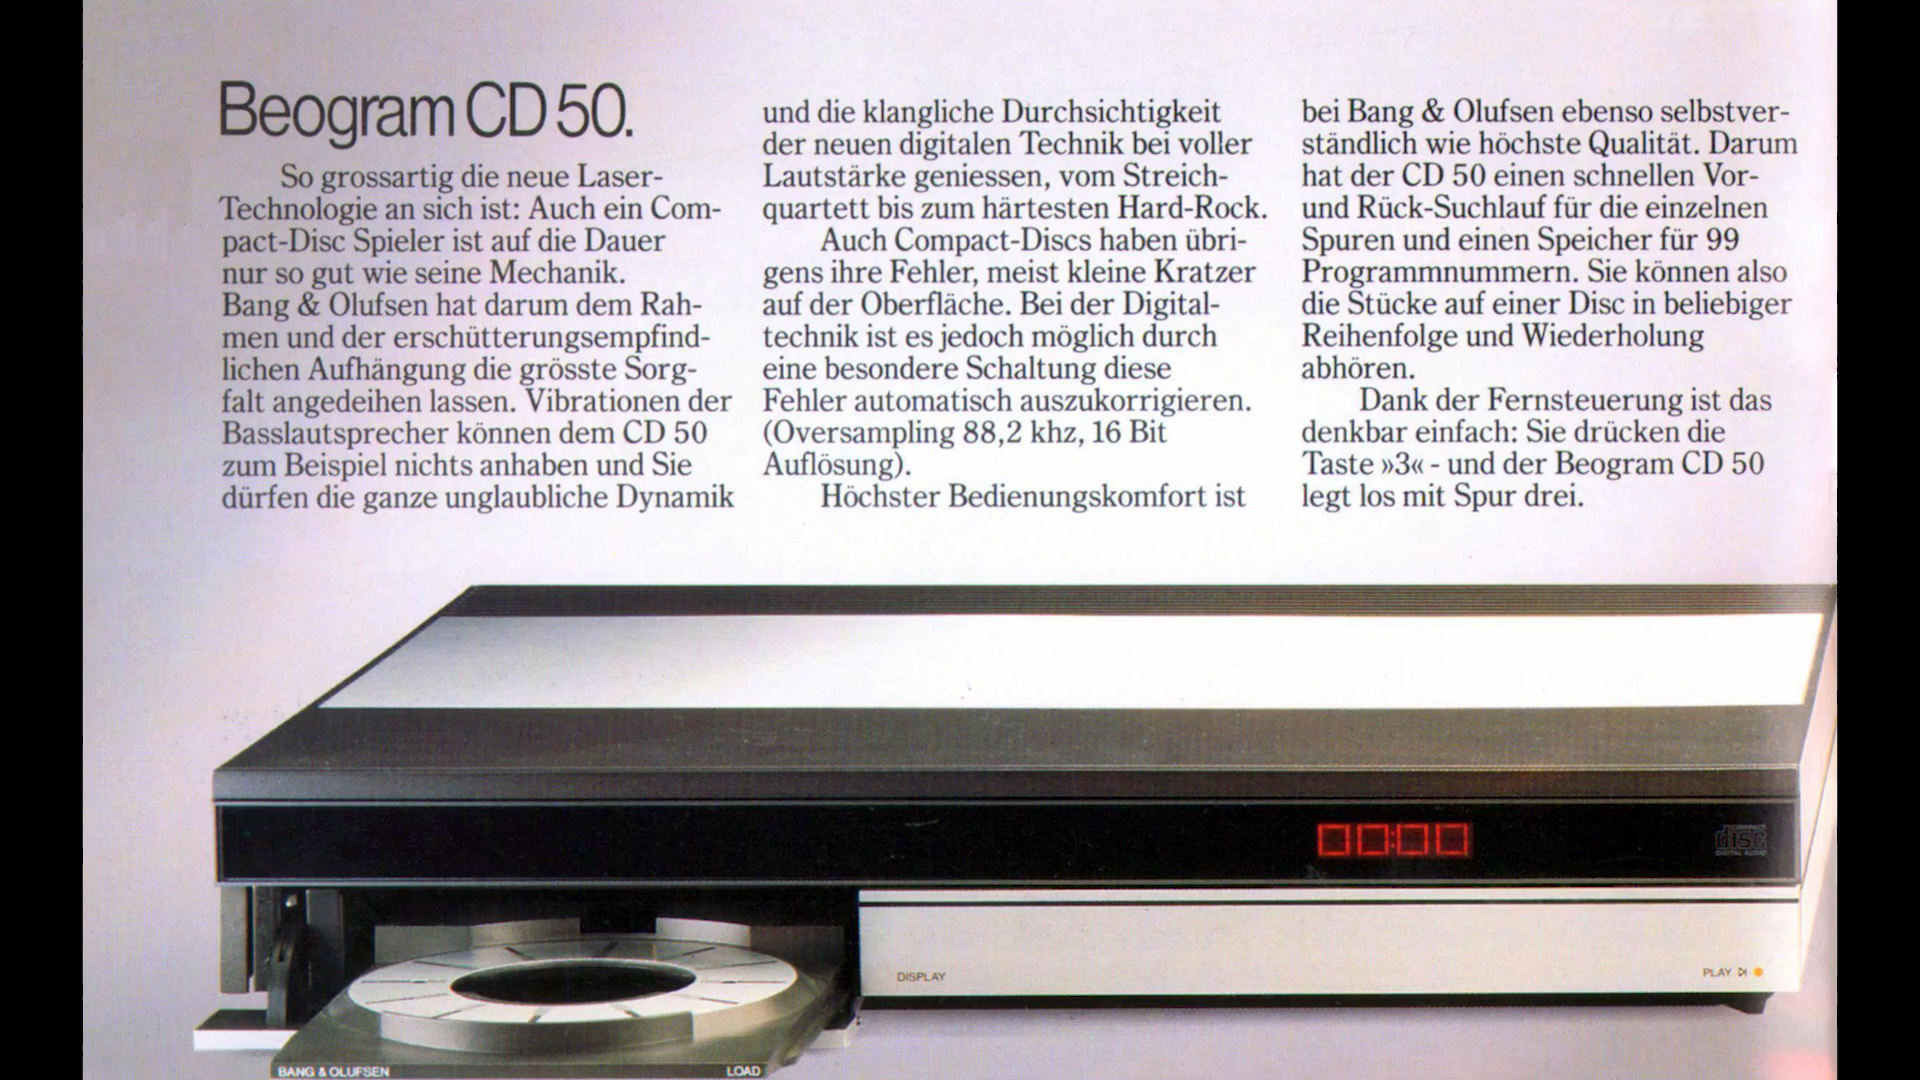 Beogram CD 50.
So grossartig die neue Laser-
Technologie an sich ist: Auch ein Com-
pact-Disc Spieler ist auf die Dauer
nur so gut wie seine Mechanik.
Bang & Olufsen hat darum dem Rah-
men und der erschütterungsempfind-
lichen Aufhängung die grösste Sorg-
falt angedeihen lassen. Vibrationen der
Basslautsprecher können dem CD 50
zum Beispiel nichts anhaben und Sie
dürfen die ganze unglaubliche Dynamik
und die klangliche Durchsichtigkeit
der neuen digitalen Technik bei voller
Lautstärke geniessen, vom Streich-
quartett bis zum härtesten Hard-Rock.
Auch Compact-Discs haben übri-
gens ihre Fehler, meist kleine Kratzer
auf der Oberfläche. Bei der Digital-
technik ist es jedoch möglich durch
eine besondere Schaltung diese
Fehler automatisch auszukorrigieren.
(Oversampling 88,2 khz, 16 Bit
Auflösung).
Höchster Bedienungskomfort ist
bei Bang & Olufsen ebenso selbstver-
ständlich wie höchste Qualität. Darum
hat der CD 50 einen schnellen Vor-
und Rück-Suchlauf für die einzelnen
Spuren und einen Speicher für 99
Programmnummern. Sie können also
die Stücke auf einer Disc in beliebiger
Reihenfolge und Wiederholung
abhören.
Dank der Fernsteuerung ist das
denkbar einfach: Sie drücken die
Taste »3« - und der Beogram CD 50
legt los mit Spur drei.
00:00
COMPACT
disc
DIGITAL AUDIO
DISPLAY
PLAY
BANG & OLUFSEN
LOAD